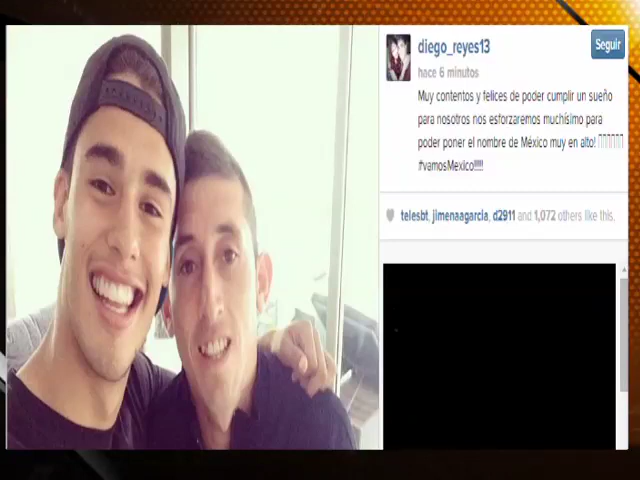 diego_reyes13
Seguir
hace 6 minutos
Muy contentos y felices de poder cumplir un sueño
para nosotros nos esforzaremos muchísimo para
poder poner el nombre de México muy en alto!
#vamosMexico!!!!!
telesbt, jimenaagarcia, d2911 and 1,072 others like this.